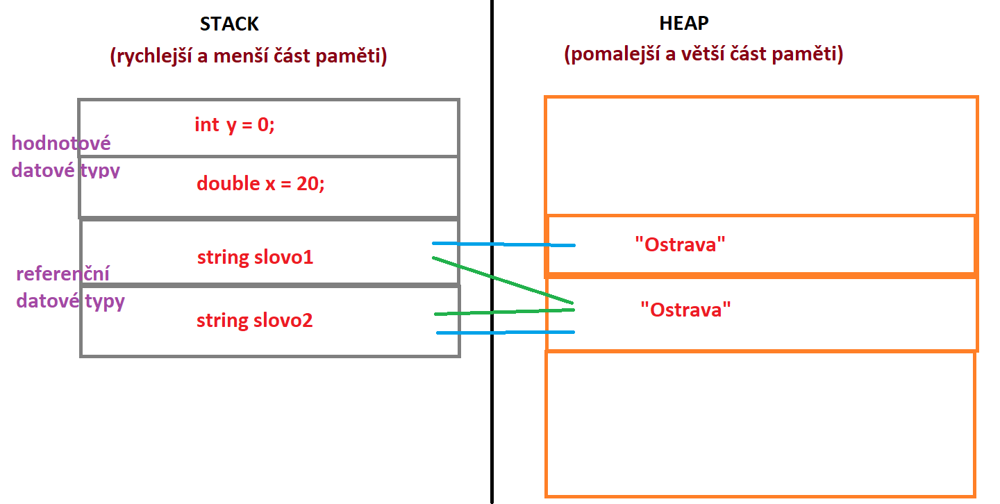 STACK
(rychlejší a menší část paměti)
hodnotové
datové typy
int y = 0;
double x = 20;
referenční
datové typy
string slovo1
string slovo2
HEAP
(pomalejší a větší část paměti)
"Ostrava"
"Ostrava"